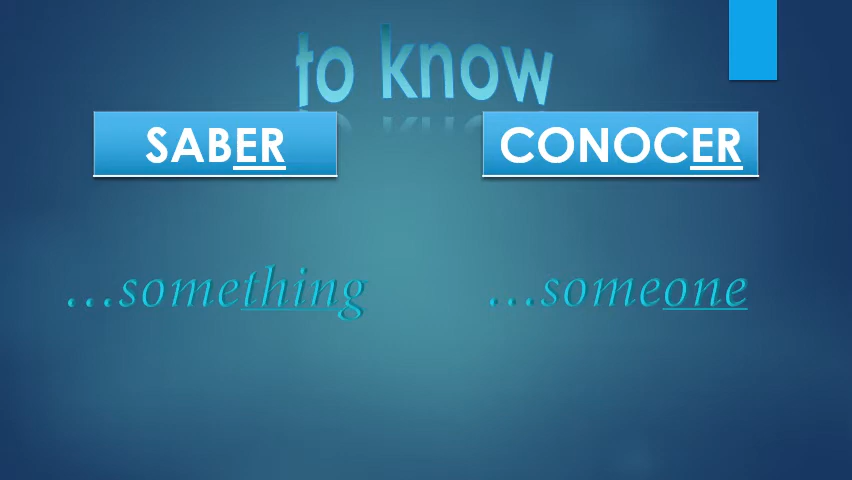 to know
SABER
CONOCER
...something
...someone